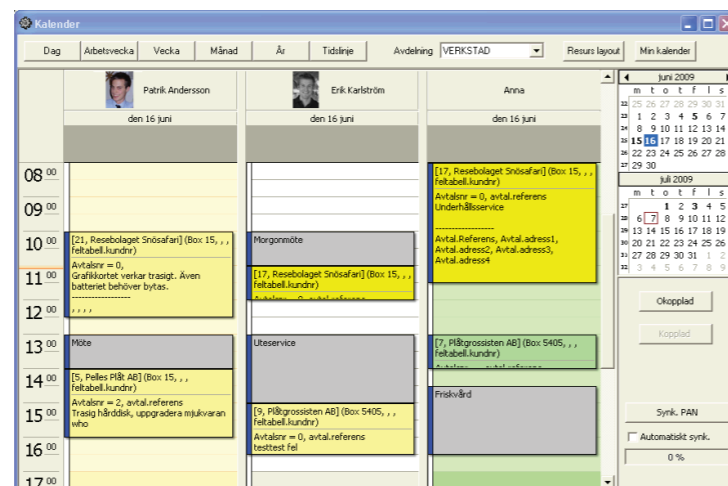 Kalender
Dag Arbetsvecka Vecka Månad År Tidslinje Avdelning VERKSTAD Resurs layout Min kalender
Patrik Andersson Erik Karlström Anna
den 16 juni den 16 juni den 16 juni
08 00
09 00
10 00
11 00
12 00
13 00
14 00
15 00
16 00
17 00
[21, Resebolaget Snösafari] (Box 15, , ,
feltabell.kundnr)
Avtalsnr = 0,
Grafikkortet verkar trasigt. Även
batteriet behöver bytas.
------------------
, , , ,
Möte
[5, Pelles Plåt AB] (Box 15, , ,
feltabell.kundnr)
Avtalsnr = 2, avtal.referens
Trasig hårddisk, uppgradera mjukvaran
who
Morgonmöte
[17, Resebolaget Snösafari] (Box 15, , ,
feltabell.kundnr)
Avtalsnr = 0, avtal.referens
Uteservice
[9, Plåtgrossisten AB] (Box 5405, , ,
feltabell.kundnr)
Avtalsnr = 0, avtal.referens
testtest fel
[17, Resebolaget Snösafari] (Box 15, , ,
feltabell.kundnr)
Avtalsnr = 0, avtal.referens
Underhållsservice
------------------
Avtal.Referens, Avtal.adress1,
Avtal.adress2, Avtal.adress3,
Avtal.adress4
[7, Plåtgrossisten AB] (Box 5405, , ,
feltabell.kundnr)
Avtalsnr = 0, avtal.referens
Friskvård
juni 2009
m t o t f l s
22 25 26 27 28 29 30 31
23 1 2 3 4 5 6 7
24 8 9 10 11 12 13 14
25 15 16 17 18 19 20 21
26 22 23 24 25 26 27 28
27 29 30
juli 2009
m t o t f l s
27 1 2 3 4 5
28 6 7 8 9 10 11 12
29 13 14 15 16 17 18 19
30 20 21 22 23 24 25 26
31 27 28 29 30 31 1 2
32 3 4 5 6 7 8 9
Okopplad
Kopplad
Synk. PAN
Automatiskt synk.
0 %